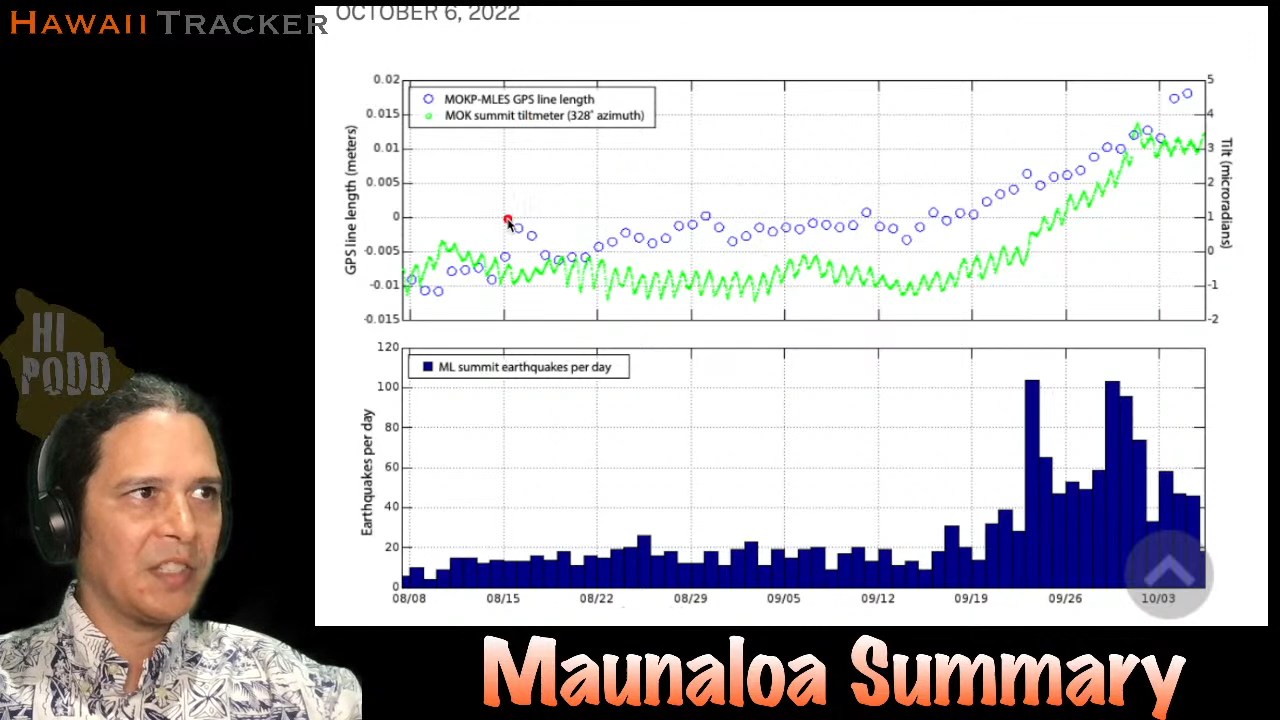 HAWAII TRACKER
OCTOBER 6, 2022
0.02
0.015
0.01
0.005
0
-0.005
-0.01
-0.015
GPS line length (meters)
MOKP-MLES GPS line length
MOK summit tiltmeter (328° azimuth)
5
4
3
2
1
0
-1
-2
Tilt (microradians)
HI
PODD
120
100
80
60
40
20
0
Earthquakes per day
ML summit earthquakes per day
08/08 08/15 08/22 08/29 09/05 09/12 09/19 09/26 10/03
Maunaloa Summary